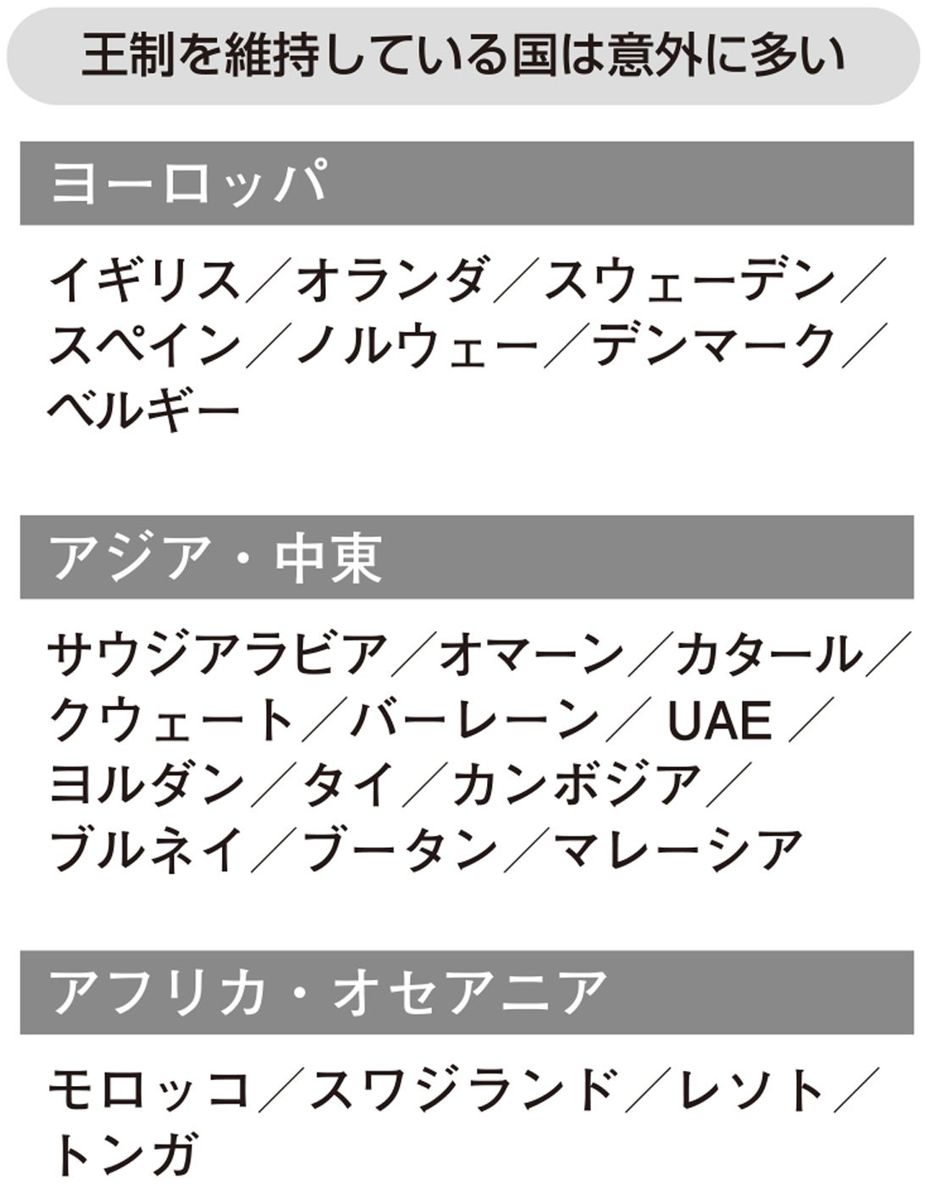 王制を維持している国は意外に多い
ヨーロッパ
イギリス／オランダ／スウェーデン／
スペイン／ノルウェー／デンマーク／
ベルギー
アジア・中東
サウジアラビア／オマーン／カタール／
クウェート／バーレーン／ UAE ／
ヨルダン／タイ／カンボジア／
ブルネイ／ブータン／マレーシア
アフリカ・オセアニア
モロッコ／スワジランド／レソト／
トンガ